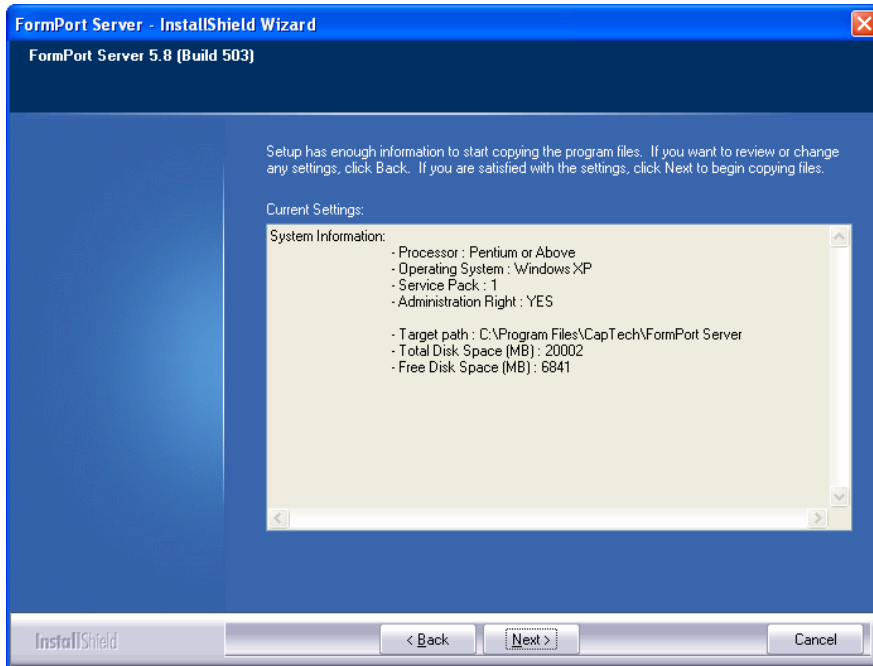 FormPort Server - InstallShield Wizard
FormPort Server 5.8 (Build 503)
Setup has enough information to start copying the program files. If you want to review or change
any settings, click Back. If you are satisfied with the settings, click Next to begin copying files.
Current Settings:
System Information:
- Processor : Pentium or Above
- Operating System : Windows XP
- Service Pack : 1
- Administration Right : YES
- Target path : C:\Program Files\CapTech\FormPort Server
- Total Disk Space (MB) : 20002
- Free Disk Space (MB) : 6841
InstallShield
< Back
Next >
Cancel